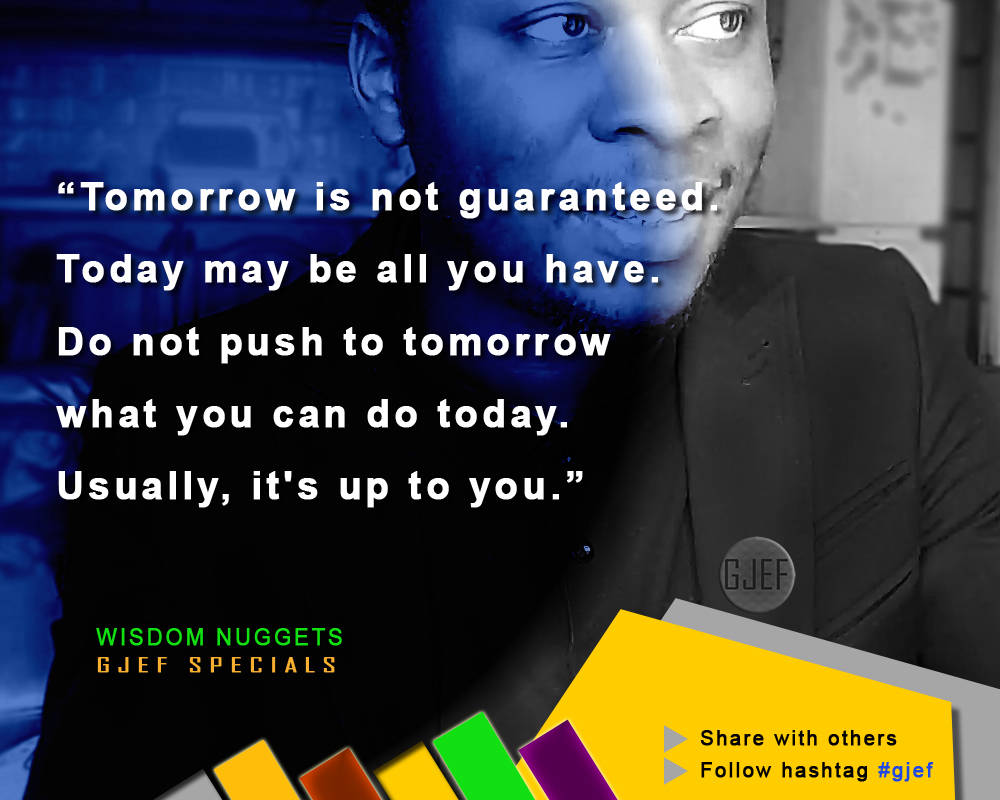 “Tomorrow is not guaranteed.
Today may be all you have.
Do not push to tomorrow
what you can do today.
Usually, it's up to you.”
GJEF
WISDOM NUGGETS
GJEF SPECIALS
Share with others
Follow hashtag #gjef